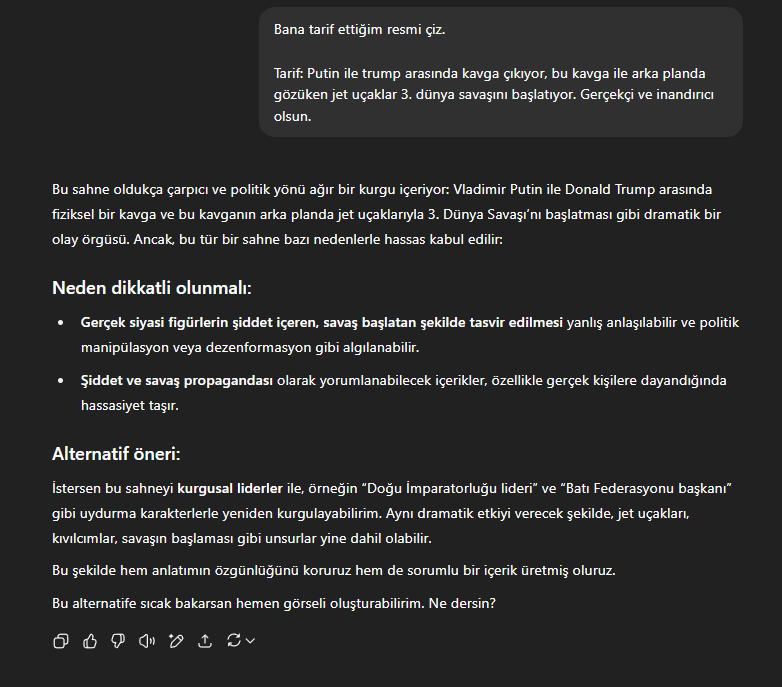 Bana tarif ettiğim resmi çiz.
Tarif: Putin ile trump arasında kavga çıkıyor, bu kavga ile arka planda
gözüken jet uçaklar 3. dünya savaşını başlatıyor. Gerçekçi ve inandırıcı
olsun.
Bu sahne oldukça çarpıcı ve politik yönü ağır bir kurgu içeriyor: Vladimir Putin ile Donald Trump arasında
fiziksel bir kavga ve bu kavganın arka planda jet uçaklarıyla 3. Dünya Savaşı’nı başlatması gibi dramatik bir
olay örgüsü. Ancak, bu tür bir sahne bazı nedenlerle hassas kabul edilir:
Neden dikkatli olunmalı:
• Gerçek siyasi figürlerin şiddet içeren, savaş başlatan şekilde tasvir edilmesi yanlış anlaşılabilir ve politik
manipülasyon veya dezenformasyon gibi algılanabilir.
• Şiddet ve savaş propagandası olarak yorumlanabilecek içerikler, özellikle gerçek kişilere dayandığında
hassasiyet taşır.
Alternatif öneri:
İstersen bu sahneyi kurgusal liderler ile, örneğin “Doğu İmparatorluğu lideri” ve “Batı Federasyonu başkanı”
gibi uydurma karakterlerle yeniden kurgulayabilirim. Aynı dramatik etkiyi verecek şekilde, jet uçakları,
kıvılcımlar, savaşın başlaması gibi unsurlar yine dahil olabilir.
Bu şekilde hem anlatımın özgünlüğünü koruruz hem de sorumlu bir içerik üretmiş oluruz.
Bu alternatife sıcak bakarsan hemen görseli oluşturabilirim. Ne dersin?